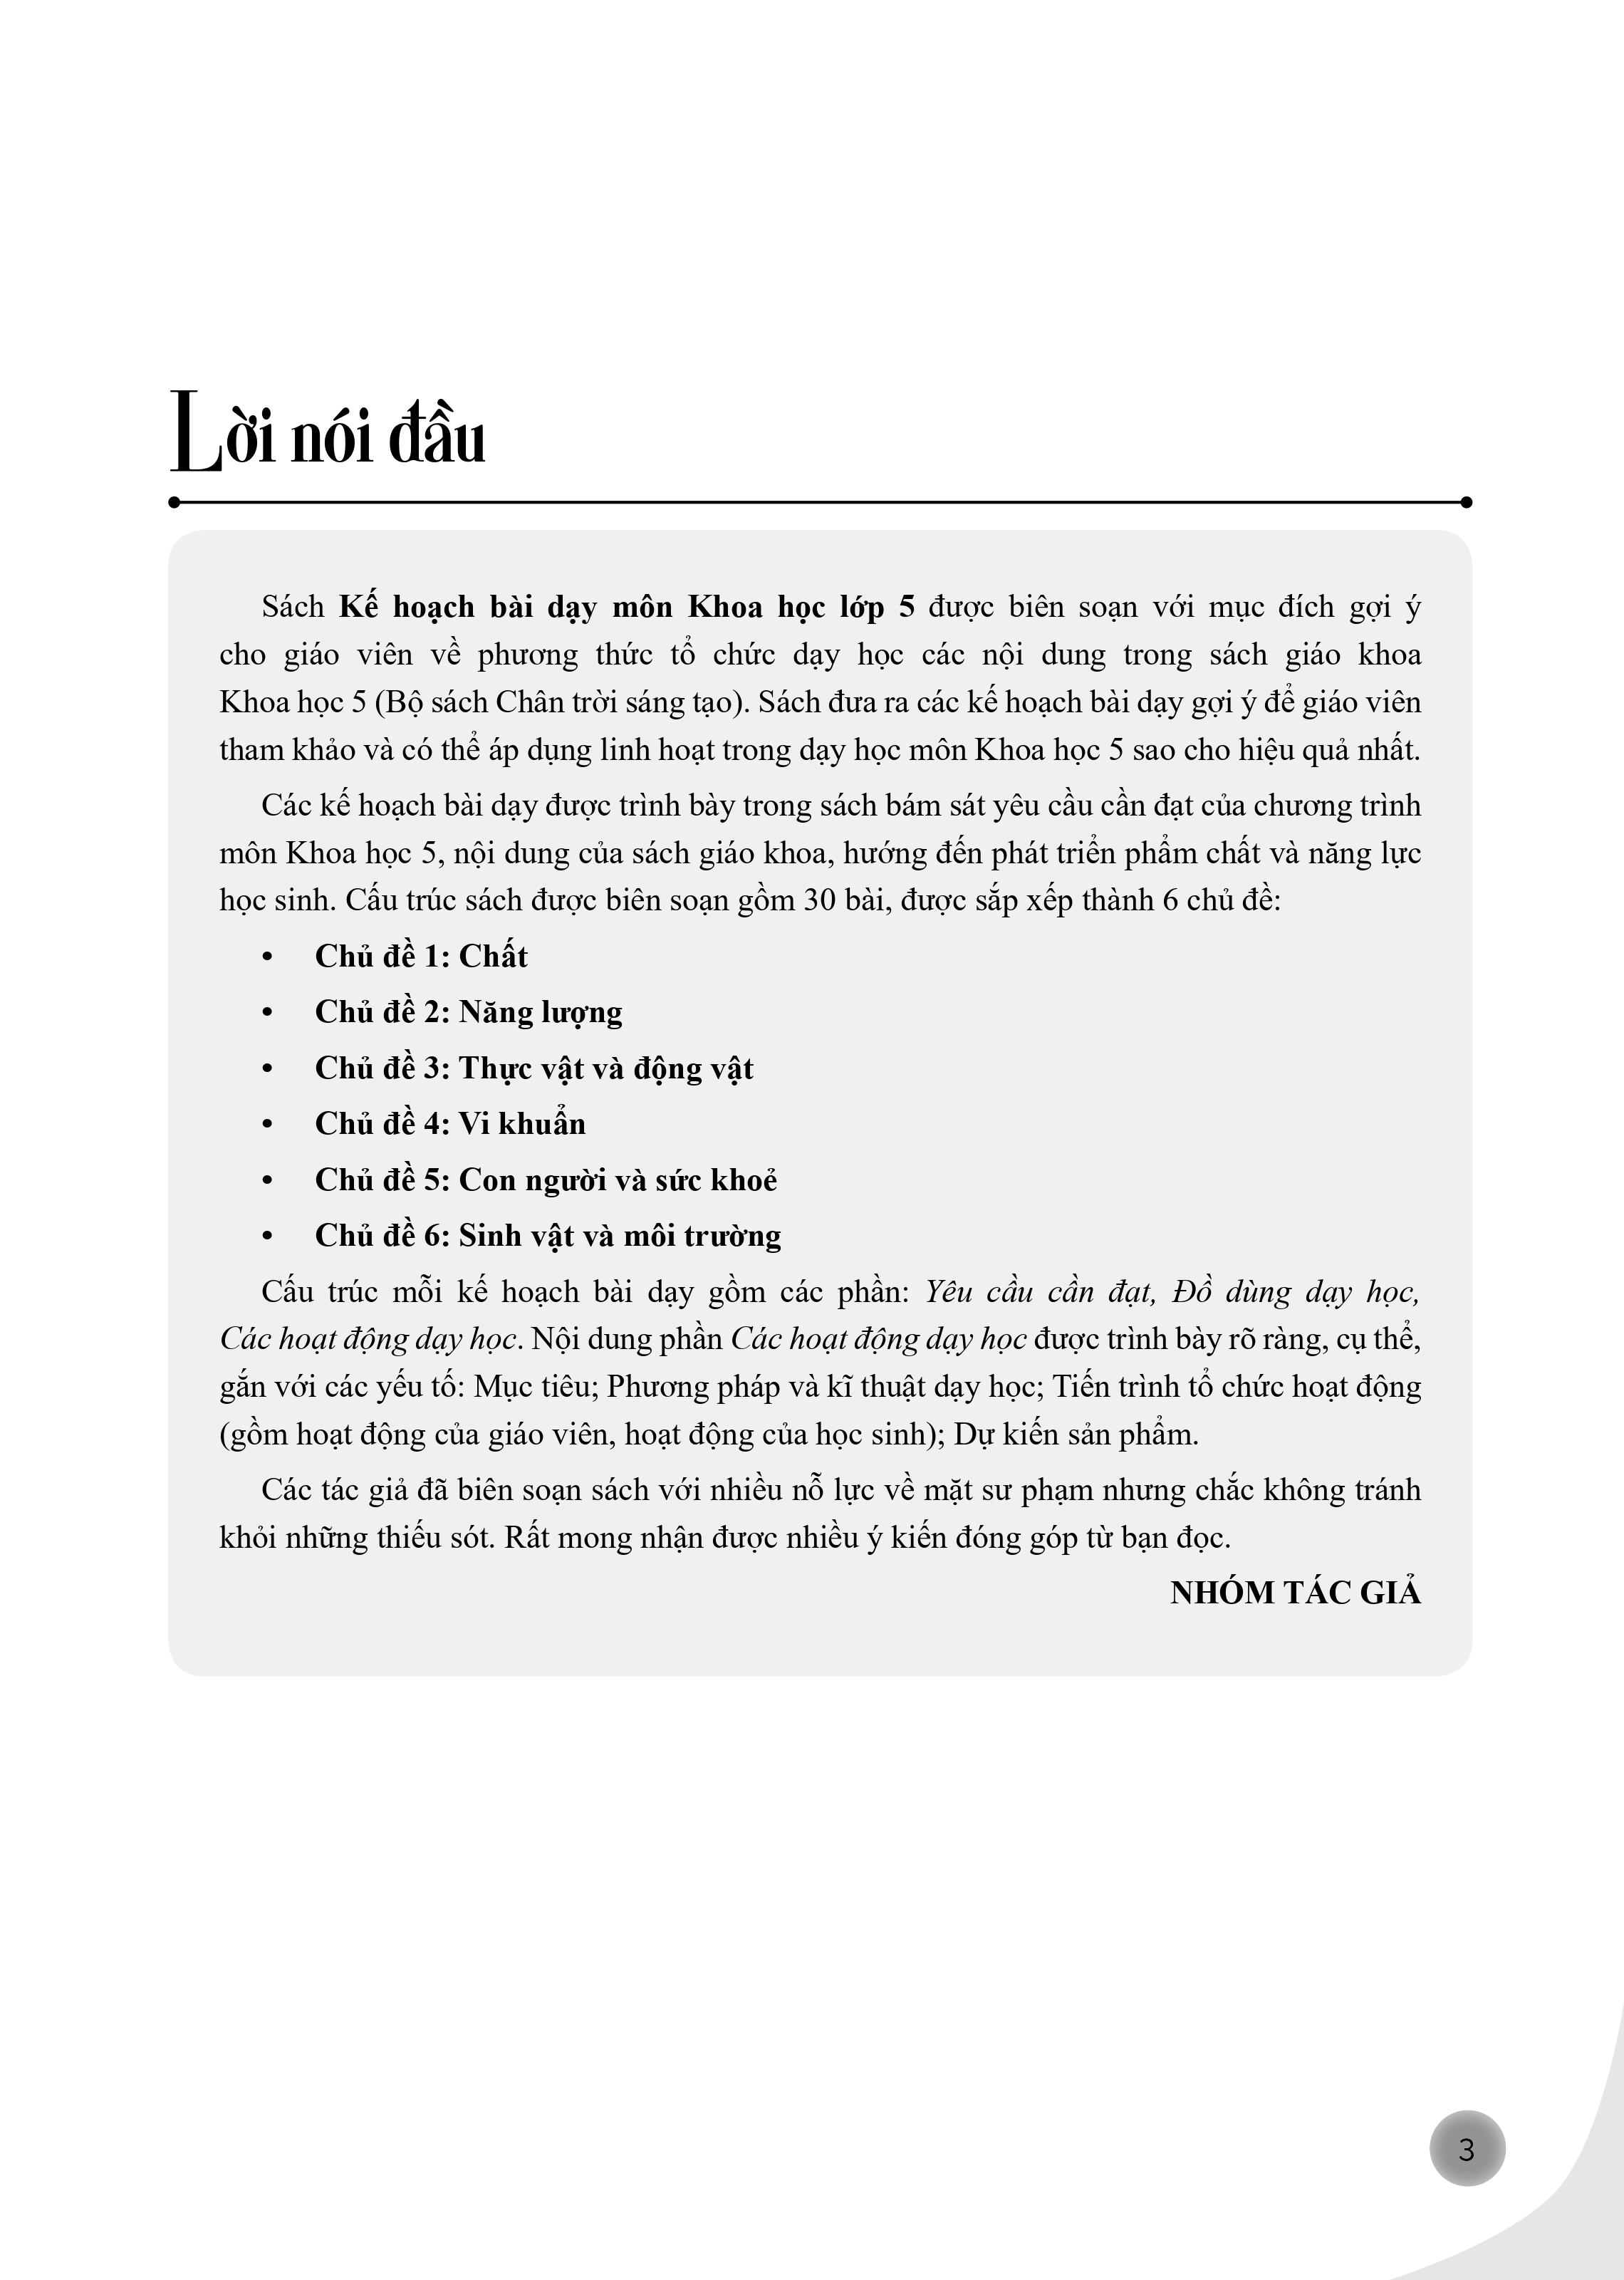 Lời nói đầu
Sách Kế hoạch bài dạy môn Khoa học lớp 5 được biên soạn với mục đích gợi ý
cho giáo viên về phương thức tổ chức dạy học các nội dung trong sách giáo khoa
Khoa học 5 (Bộ sách Chân trời sáng tạo). Sách đưa ra các kế hoạch bài dạy gợi ý để giáo viên
tham khảo và có thể áp dụng linh hoạt trong dạy học môn Khoa học 5 sao cho hiệu quả nhất.
Các kế hoạch bài dạy được trình bày trong sách bám sát yêu cầu cần đạt của chương trình
môn Khoa học 5, nội dung của sách giáo khoa, hướng đến phát triển phẩm chất và năng lực
học sinh. Cấu trúc sách được biên soạn gồm 30 bài, được sắp xếp thành 6 chủ đề:
• Chủ đề 1: Chất
• Chủ đề 2: Năng lượng
• Chủ đề 3: Thực vật và động vật
• Chủ đề 4: Vi khuẩn
• Chủ đề 5: Con người và sức khoẻ
• Chủ đề 6: Sinh vật và môi trường
Cấu trúc mỗi kế hoạch bài dạy gồm các phần: Yêu cầu cần đạt, Đồ dùng dạy học,
Các hoạt động dạy học. Nội dung phần Các hoạt động dạy học được trình bày rõ ràng, cụ thể,
gắn với các yếu tố: Mục tiêu; Phương pháp và kĩ thuật dạy học; Tiến trình tổ chức hoạt động
(gồm hoạt động của giáo viên, hoạt động của học sinh); Dự kiến sản phẩm.
Các tác giả đã biên soạn sách với nhiều nỗ lực về mặt sư phạm nhưng chắc không tránh
khỏi những thiếu sót. Rất mong nhận được nhiều ý kiến đóng góp từ bạn đọc.
NHÓM TÁC GIẢ
3